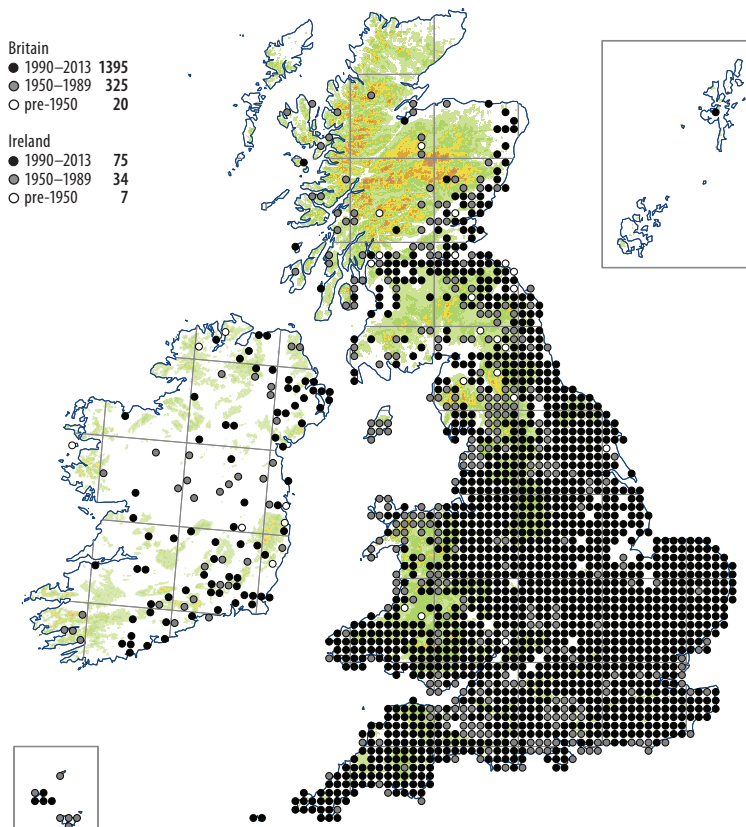 Britain
● 1990–2013 1395
● 1950–1989 325
○ pre-1950 20
Ireland
● 1990–2013 75
● 1950–1989 34
○ pre-1950 7